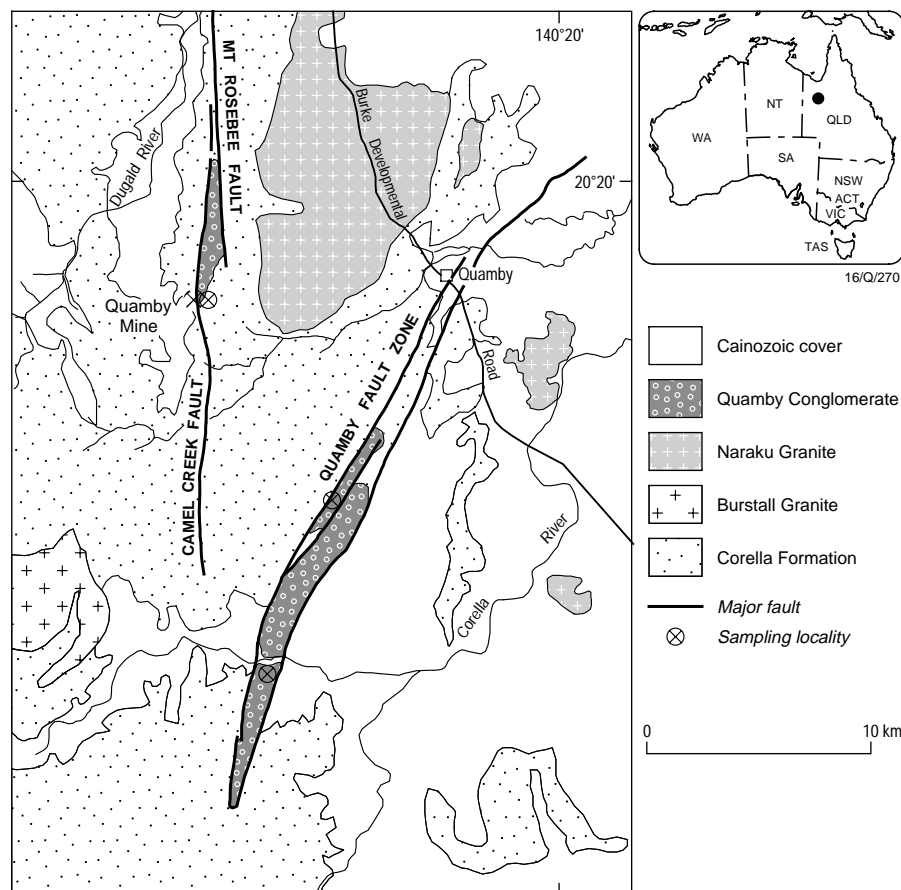 140°20'
20°20'
MT ROSEBEE FAULT
Dugald River
Burke
Developmental
Road
Quamby
Quamby
Mine
QUAMBY FAULT ZONE
CAMEL CREEK FAULT
Corella
River
WA
NT
QLD
SA
NSW
ACT
VIC
TAS
16/Q/270
Cainozoic cover
Quamby Conglomerate
Naraku Granite
Burstall Granite
Corella Formation
Major fault
Sampling locality
0 10 km